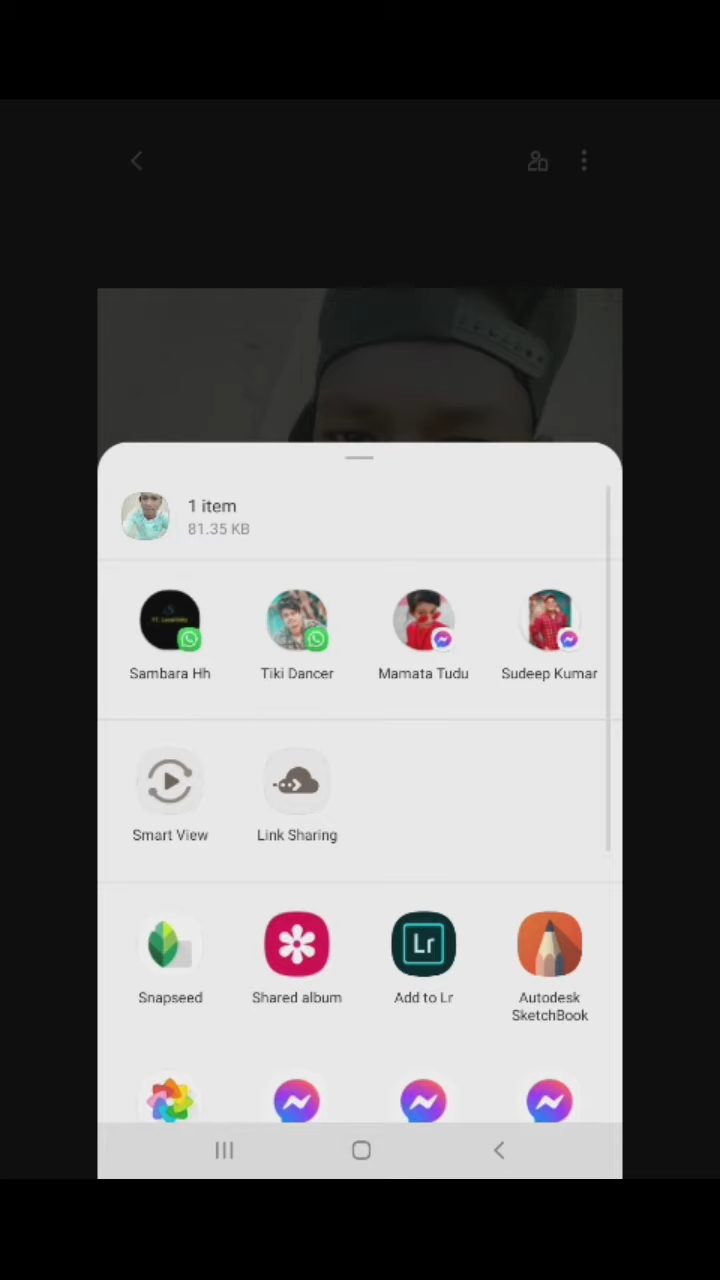 1 item
81.35 KB
Sambara Hh
Tiki Dancer
Mamata Tudu
Sudeep Kumar
Smart View
Link Sharing
Snapseed
Shared album
Lr
Add to Lr
Autodesk
SketchBook